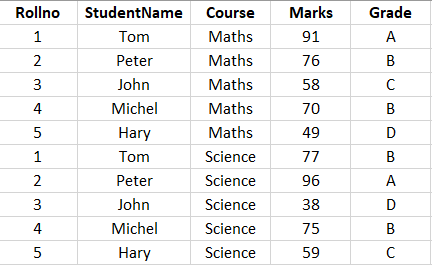 Rollno StudentName Course Marks Grade
1 Tom Maths 91 A
2 Peter Maths 76 B
3 John Maths 58 C
4 Michel Maths 70 B
5 Hary Maths 49 D
1 Tom Science 77 B
2 Peter Science 96 A
3 John Science 38 D
4 Michel Science 75 B
5 Hary Science 59 C